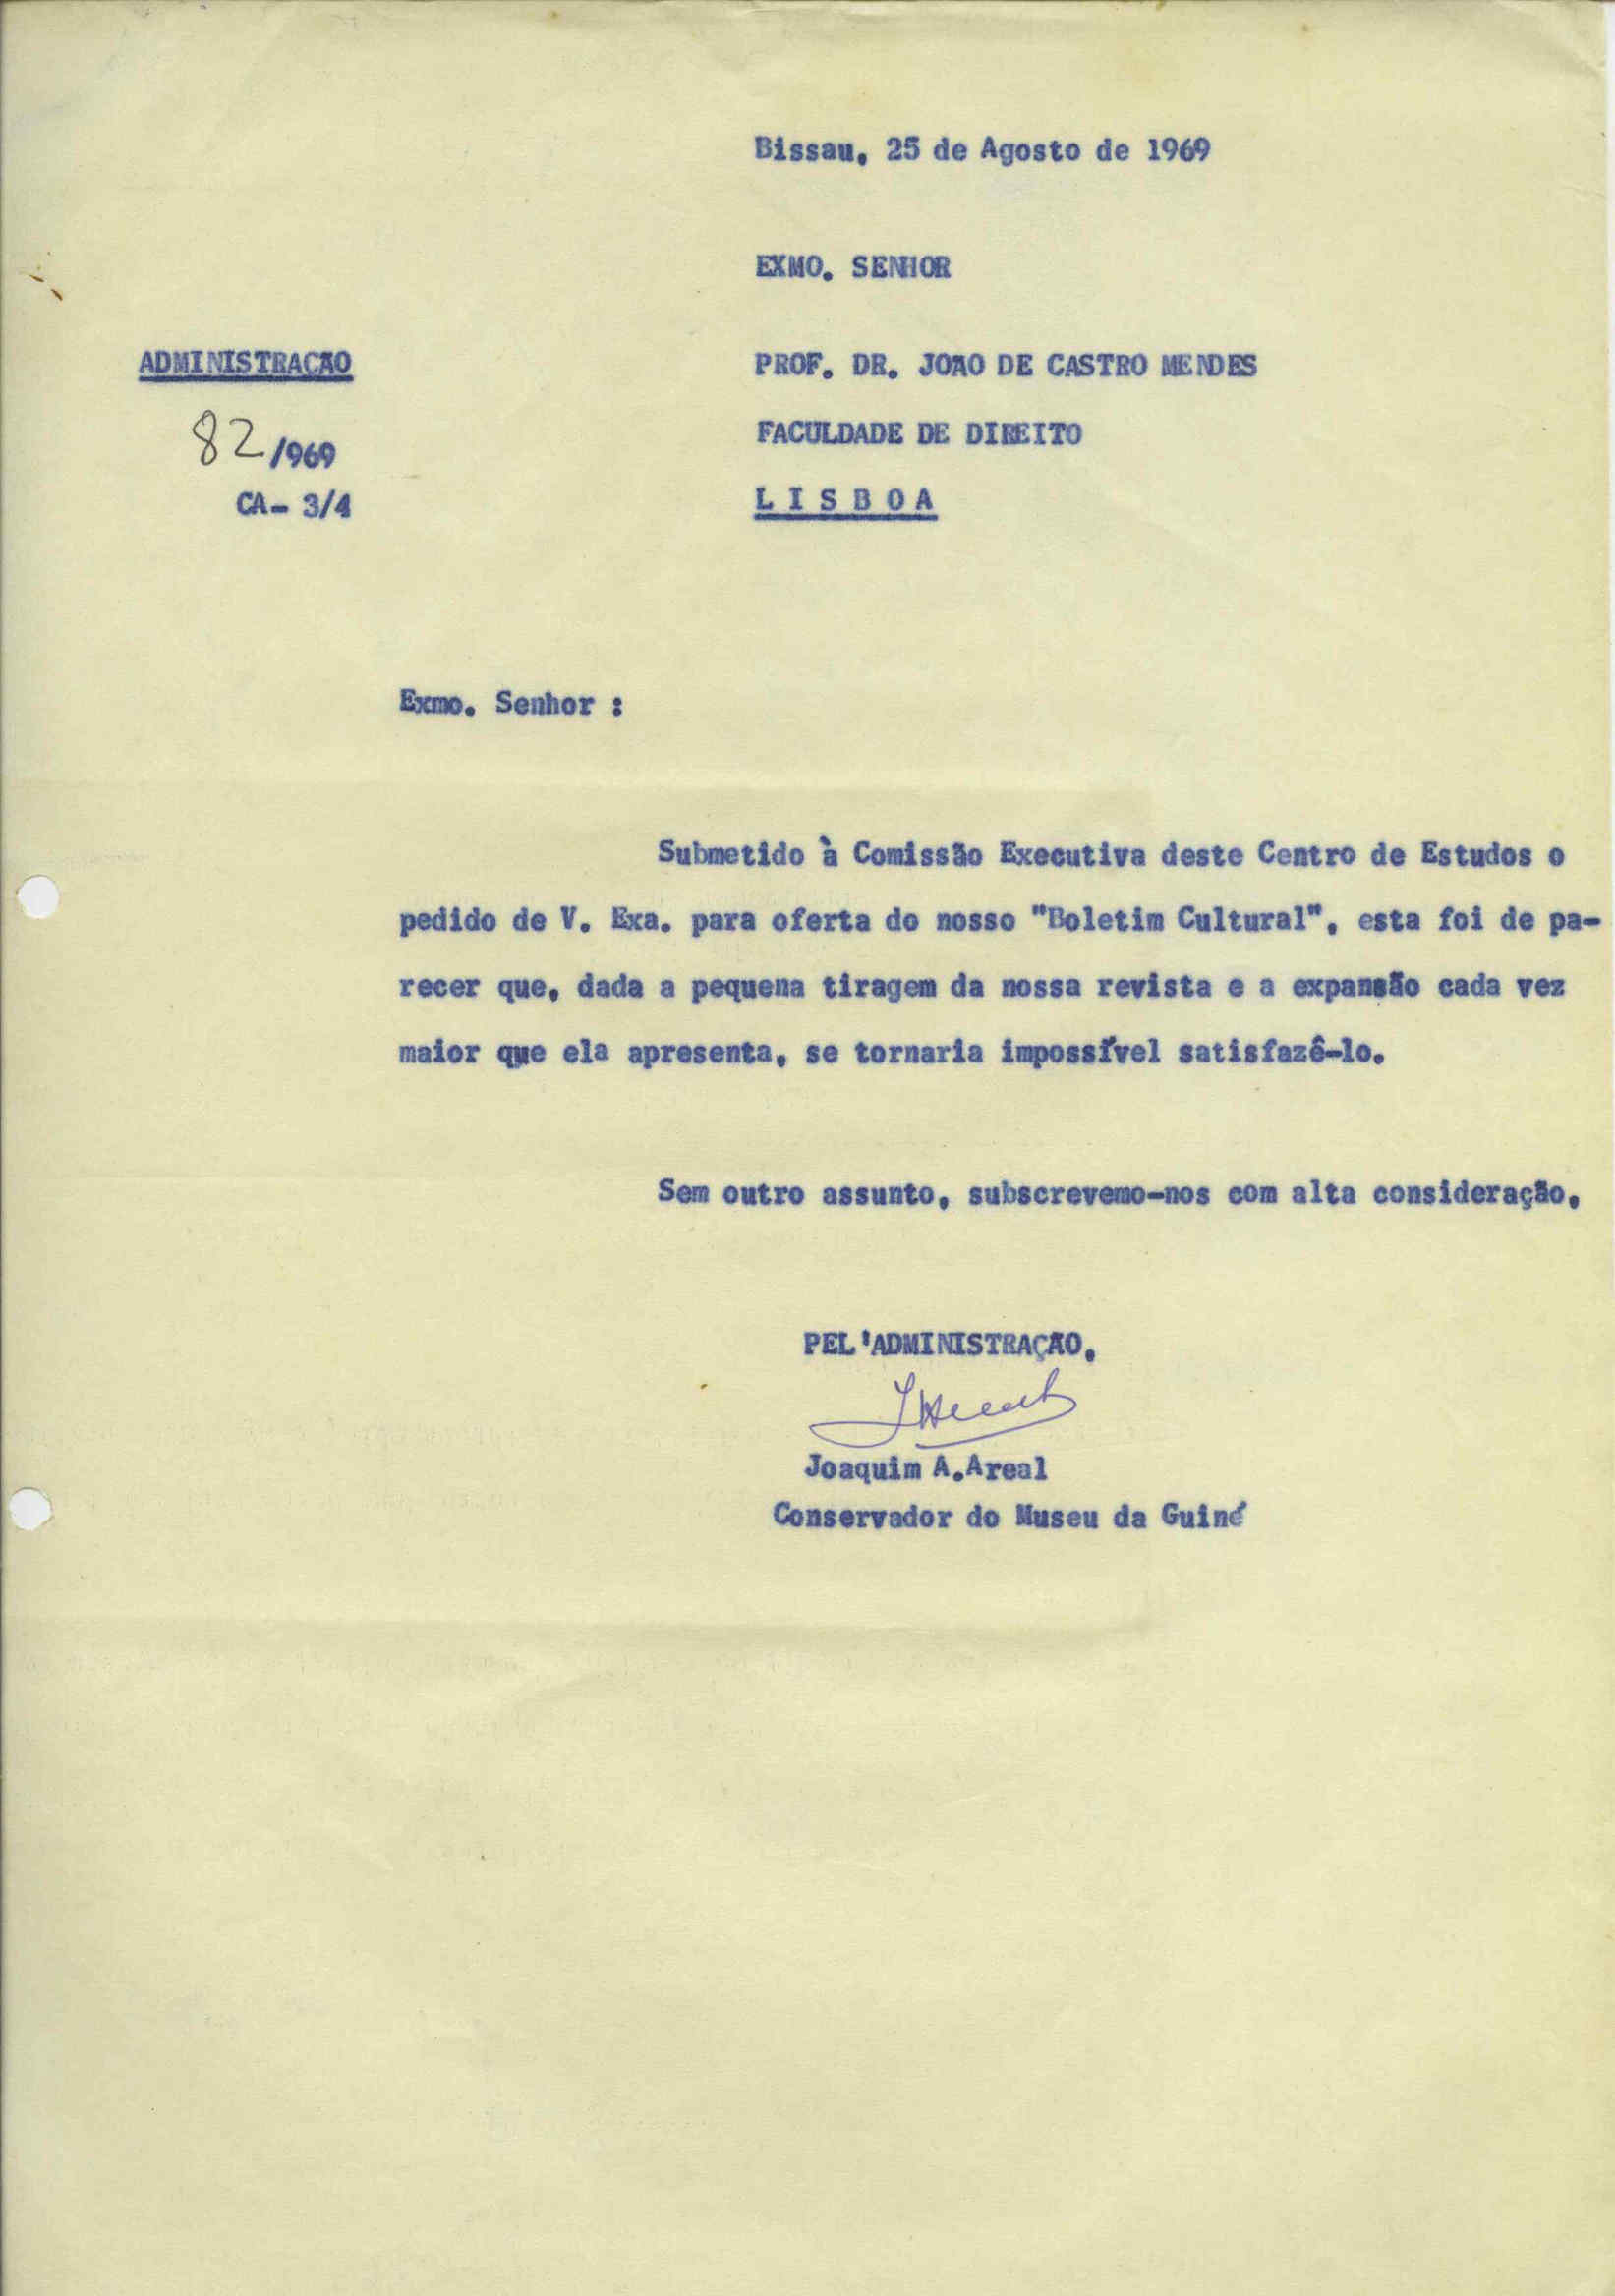 Bissau, 25 de Agosto de 1969
EXMO. SENHOR
ADMINISTRAÇÃO
PROF. DR. JOÃO DE CASTRO MENDES
82/969
FACULDADE DE DIREITO
CA- 3/4
L I S B O A
Exmo. Senhor :
Submetido à Comissão Executiva deste Centro de Estudos o
pedido de V. Exa. para oferta do nosso "Boletim Cultural", esta foi de pa-
recer que, dada a pequena tiragem da nossa revista e a expansão cada vez
maior que ela apresenta, se tornaria impossível satisfazê-lo.
Sem outro assunto, subscrevemo-nos com alta consideração,
PEL'ADMINISTRAÇÃO,
Joaquim A.Areal
Conservador do Museu da Guiné